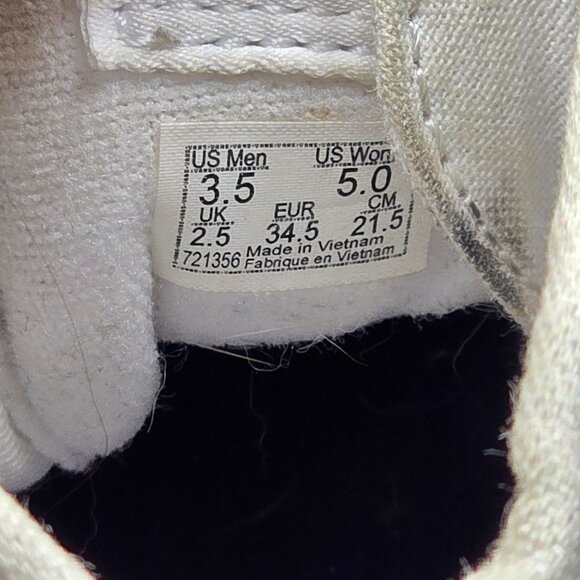 US Men US Wom
3.5 5.0
UK EUR CM
2.5 34.5 21.5
721356 Made in Vietnam
Fabrique en Vietnam